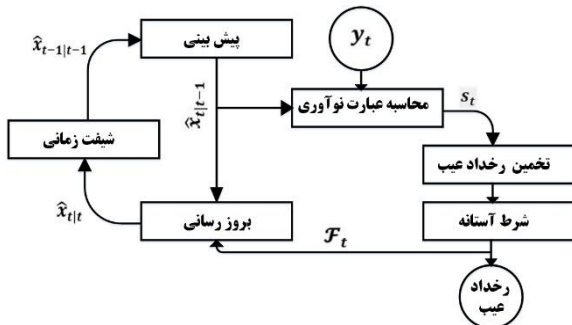 پیش بینی
y_t
x̂_{t-1|t-1}
x̂_{t|t-1}
محاسبه عبارت نوآوری
s_t
شیفت زمانی
تخمین رخداد عیب
x̂_{t|t}
بروز رسانی
شرط آستانه
ℱ_t
رخداد
عیب